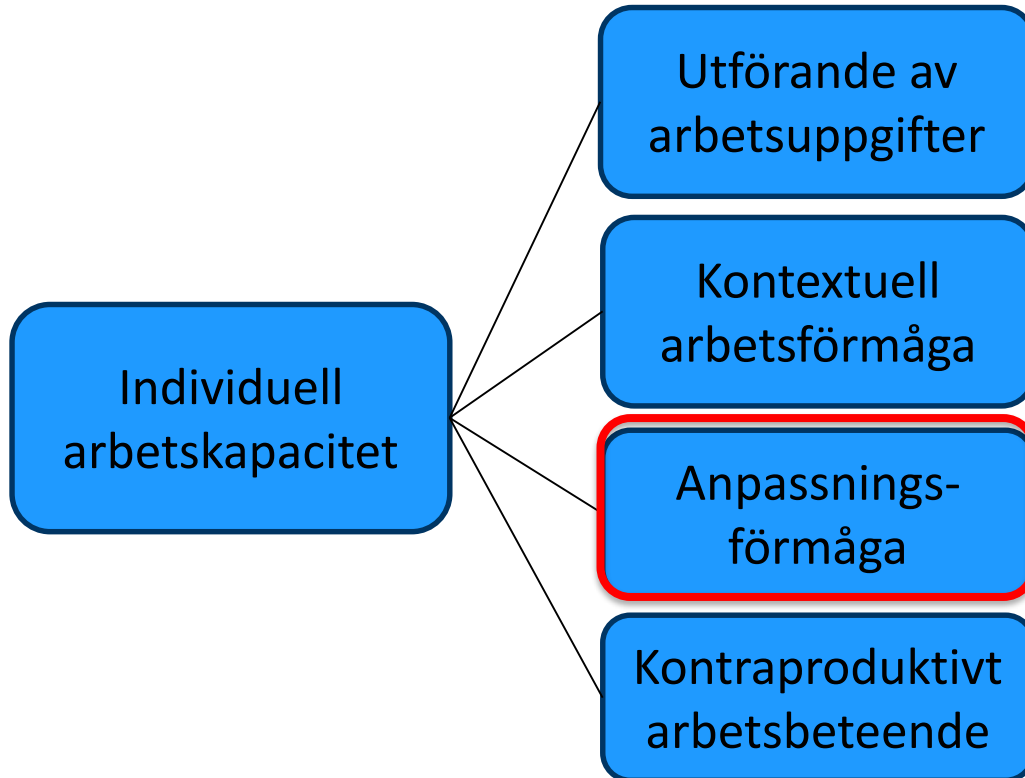 Utförande av
arbetsuppgifter
Kontextuell
arbetsförmåga
Individuell
arbetskapacitet
Anpassnings-
förmåga
Kontraproduktivt
arbetsbeteende